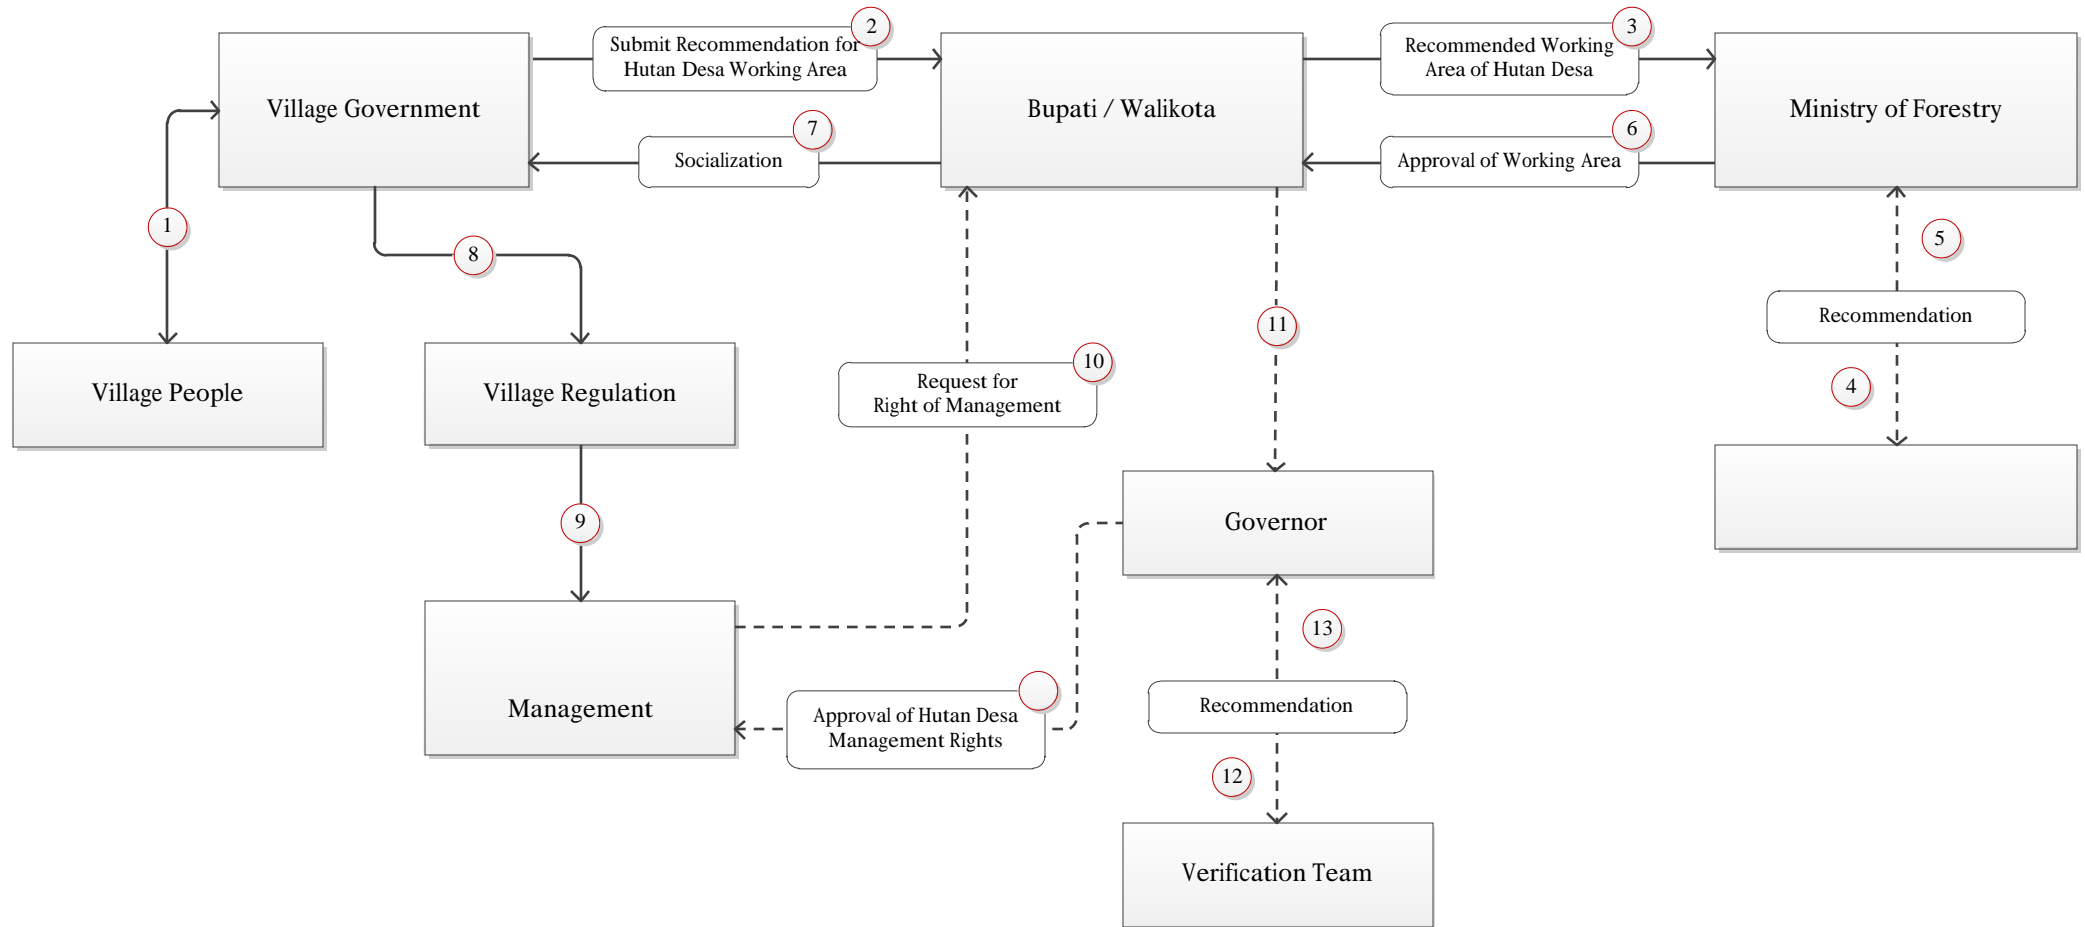 2
Submit Recommendation for
Hutan Desa Working Area
3
Recommended Working
Area of Hutan Desa
Village Government
Bupati / Walikota
Ministry of Forestry
7
Socialization
6
Approval of Working Area
1
8
5
11
Recommendation
4
Village People
Village Regulation
10
Request for
Right of Management
9
Governor
13
Management
Approval of Hutan Desa
Management Rights
Recommendation
12
Verification Team